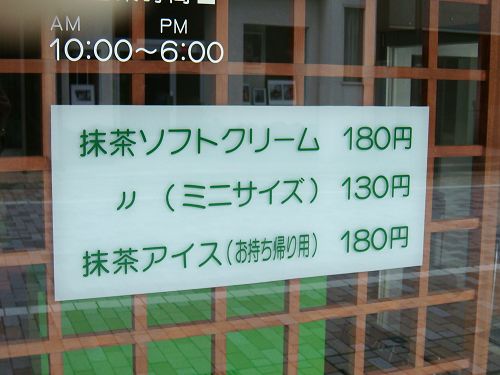 AM PM
10:00〜6:00
抹茶ソフトクリーム 180円
〃 (ミニサイズ) 130円
抹茶アイス(お持ち帰り用) 180円